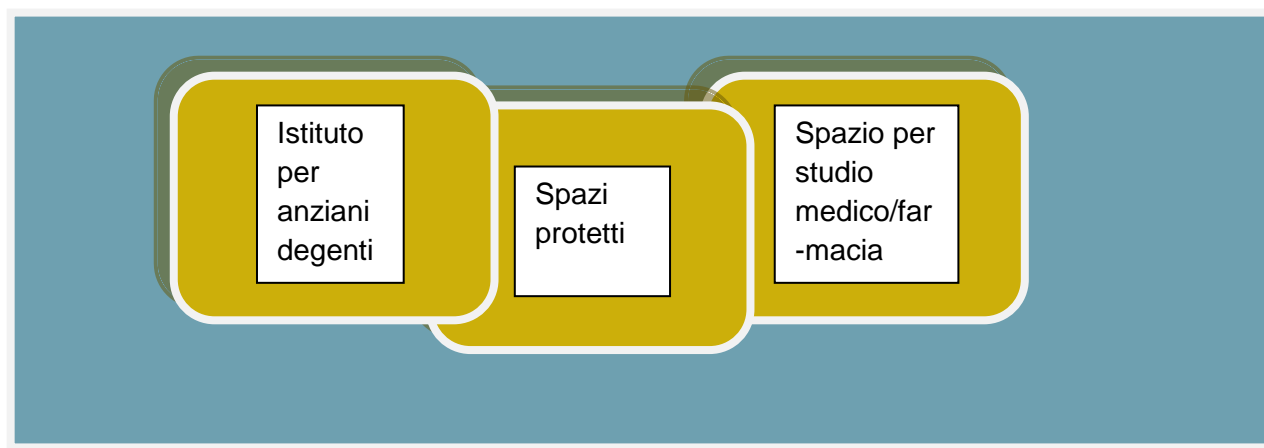 Istituto
per
anziani
degenti
Spazi
protetti
Spazio per
studio
medico/far
-macia